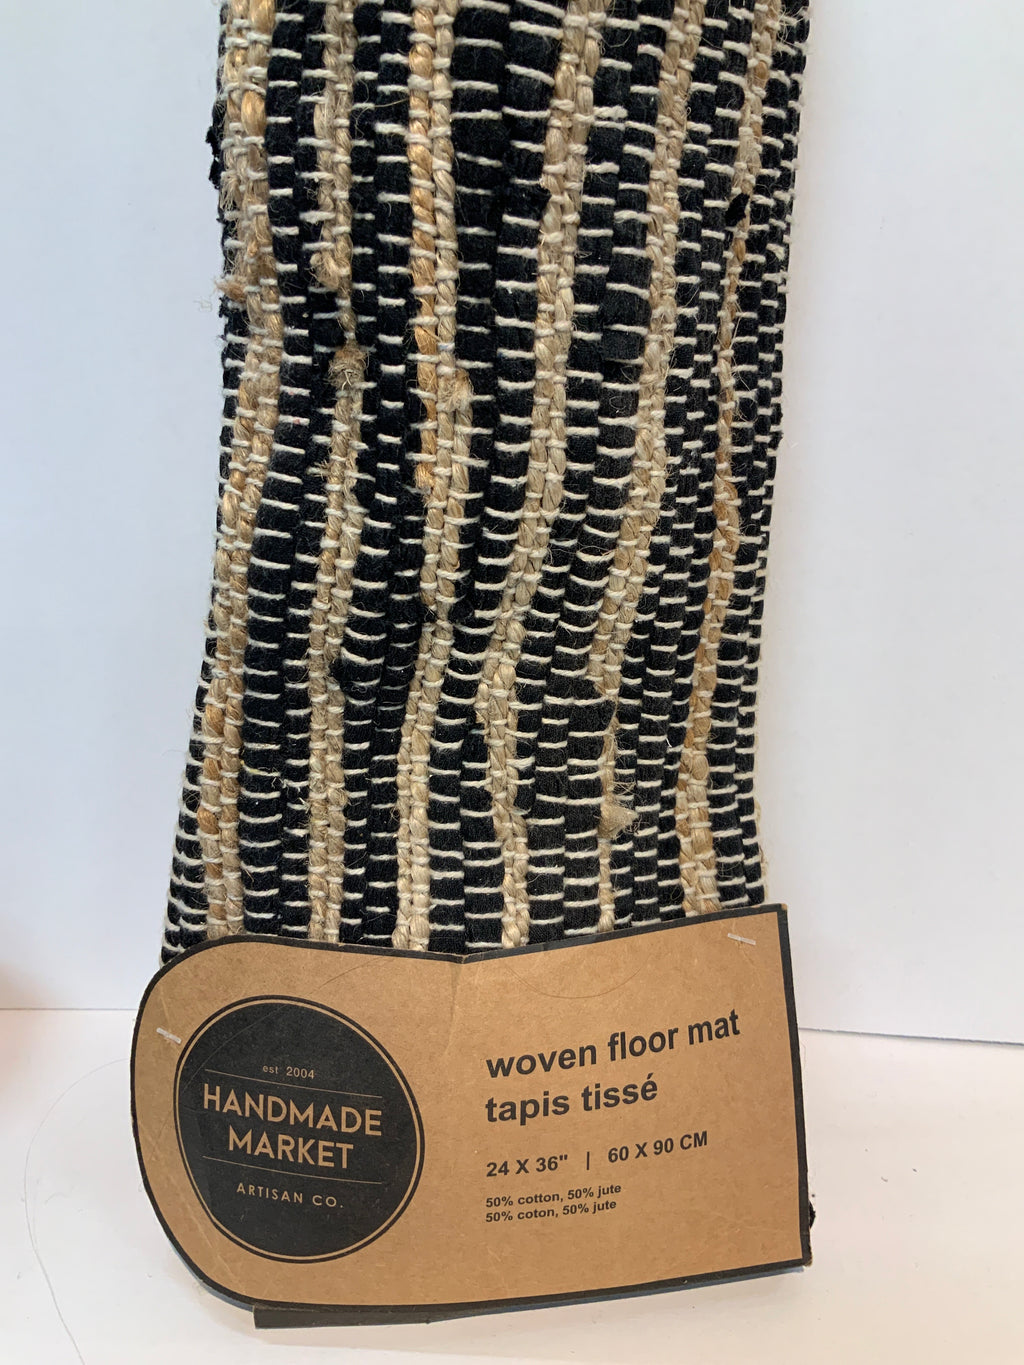 est 2004
HANDMADE
MARKET
ARTISAN CO.
woven floor mat
tapis tissé
24 X 36" | 60 X 90 CM
50% cotton, 50% jute
50% coton, 50% jute